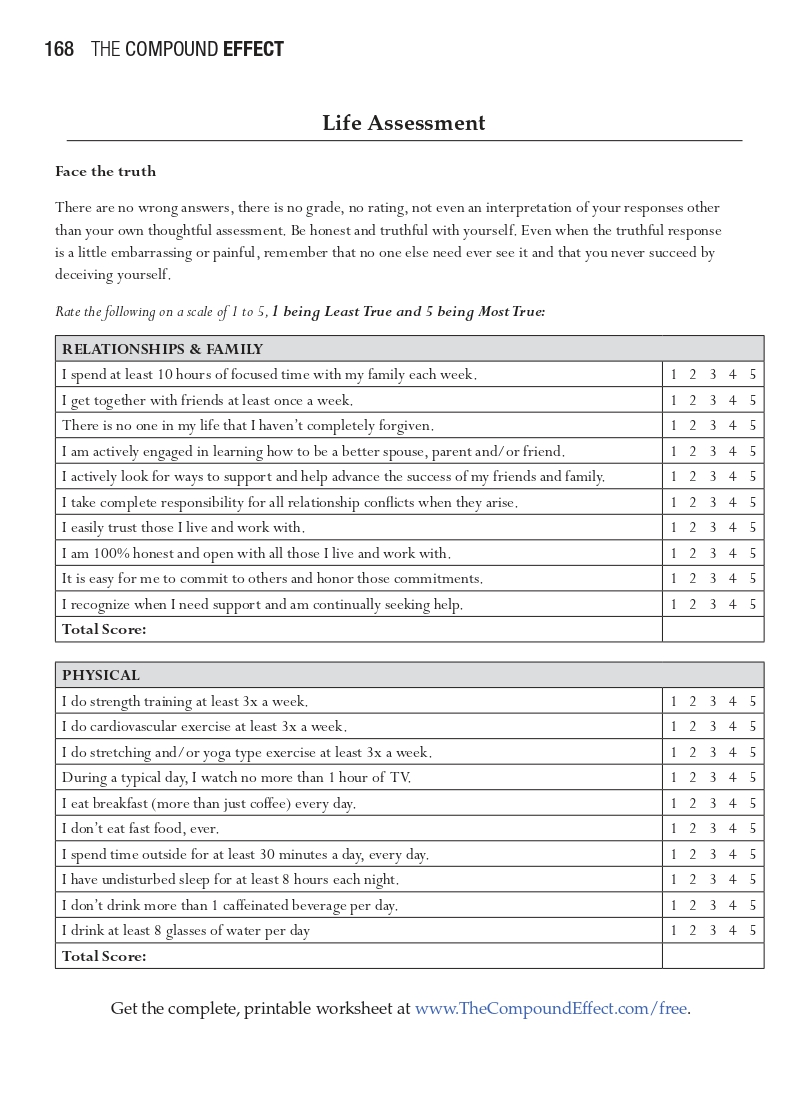 168 THE COMPOUND EFFECT
Life Assessment
Face the truth
There are no wrong answers, there is no grade, no rating, not even an interpretation of your responses other
than your own thoughtful assessment. Be honest and truthful with yourself. Even when the truthful response
is a little embarrassing or painful, remember that no one else need ever see it and that you never succeed by
deceiving yourself.
Rate the following on a scale of 1 to 5, 1 being Least True and 5 being Most True:
RELATIONSHIPS & FAMILY
I spend at least 10 hours of focused time with my family each week. 1 2 3 4 5
I get together with friends at least once a week. 1 2 3 4 5
There is no one in my life that I haven’t completely forgiven. 1 2 3 4 5
I am actively engaged in learning how to be a better spouse, parent and/or friend. 1 2 3 4 5
I actively look for ways to support and help advance the success of my friends and family. 1 2 3 4 5
I take complete responsibility for all relationship conflicts when they arise. 1 2 3 4 5
I easily trust those I live and work with. 1 2 3 4 5
I am 100% honest and open with all those I live and work with. 1 2 3 4 5
It is easy for me to commit to others and honor those commitments. 1 2 3 4 5
I recognize when I need support and am continually seeking help. 1 2 3 4 5
Total Score:
PHYSICAL
I do strength training at least 3x a week. 1 2 3 4 5
I do cardiovascular exercise at least 3x a week. 1 2 3 4 5
I do stretching and/or yoga type exercise at least 3x a week. 1 2 3 4 5
During a typical day, I watch no more than 1 hour of TV. 1 2 3 4 5
I eat breakfast (more than just coffee) every day. 1 2 3 4 5
I don’t eat fast food, ever. 1 2 3 4 5
I spend time outside for at least 30 minutes a day, every day. 1 2 3 4 5
I have undisturbed sleep for at least 8 hours each night. 1 2 3 4 5
I don’t drink more than 1 caffeinated beverage per day. 1 2 3 4 5
I drink at least 8 glasses of water per day 1 2 3 4 5
Total Score:
Get the complete, printable worksheet at www.TheCompoundEffect.com/free.